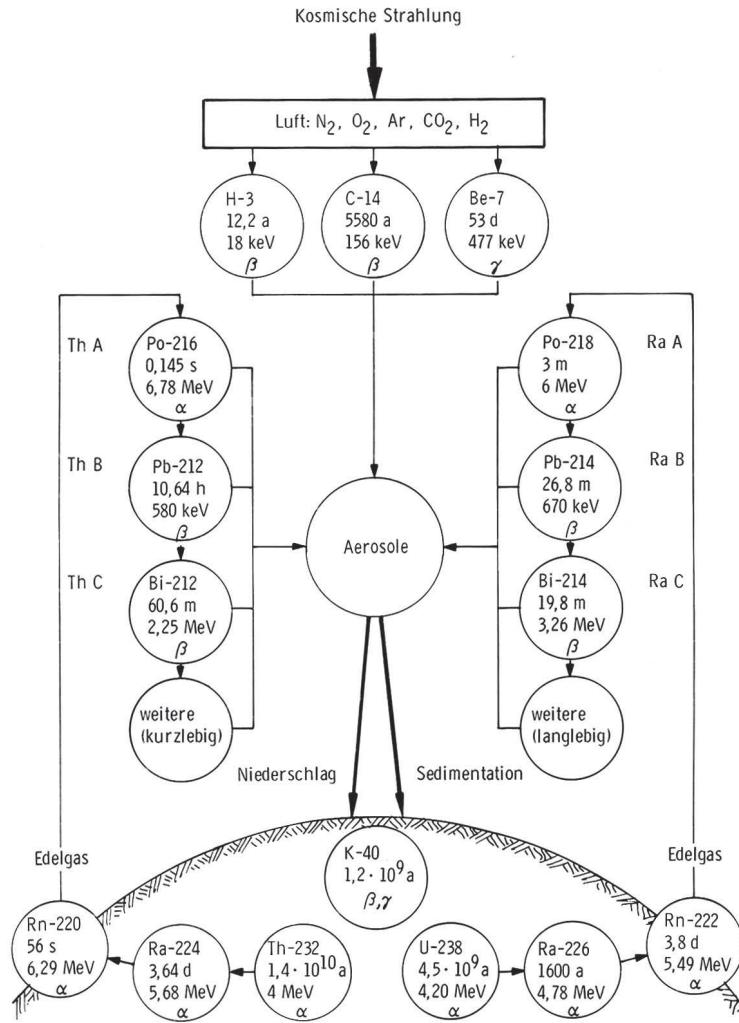 Kosmische Strahlung
Luft: N₂, O₂, Ar, CO₂, H₂
H-3
12,2 a
18 keV
β
C-14
5580 a
156 keV
β
Be-7
53 d
477 keV
γ
Th A
Po-216
0,145 s
6,78 MeV
α
Th B
Pb-212
10,64 h
580 keV
β
Th C
Bi-212
60,6 m
2,25 MeV
β
weitere
(kurzlebig)
Aerosole
Po-218
3 m
6 MeV
α
Ra A
Pb-214
26,8 m
670 keV
β
Ra B
Bi-214
19,8 m
3,26 MeV
β
Ra C
weitere
(langlebig)
Niederschlag
Sedimentation
K-40
1,2 · 10⁹a
β,γ
Edelgas
Rn-220
56 s
6,29 MeV
α
Ra-224
3,64 d
5,68 MeV
α
Th-232
1,4 · 10¹⁰a
4 MeV
α
U-238
4,5 · 10⁹a
4,20 MeV
α
Ra-226
1600 a
4,78 MeV
α
Edelgas
Rn-222
3,8 d
5,49 MeV
α